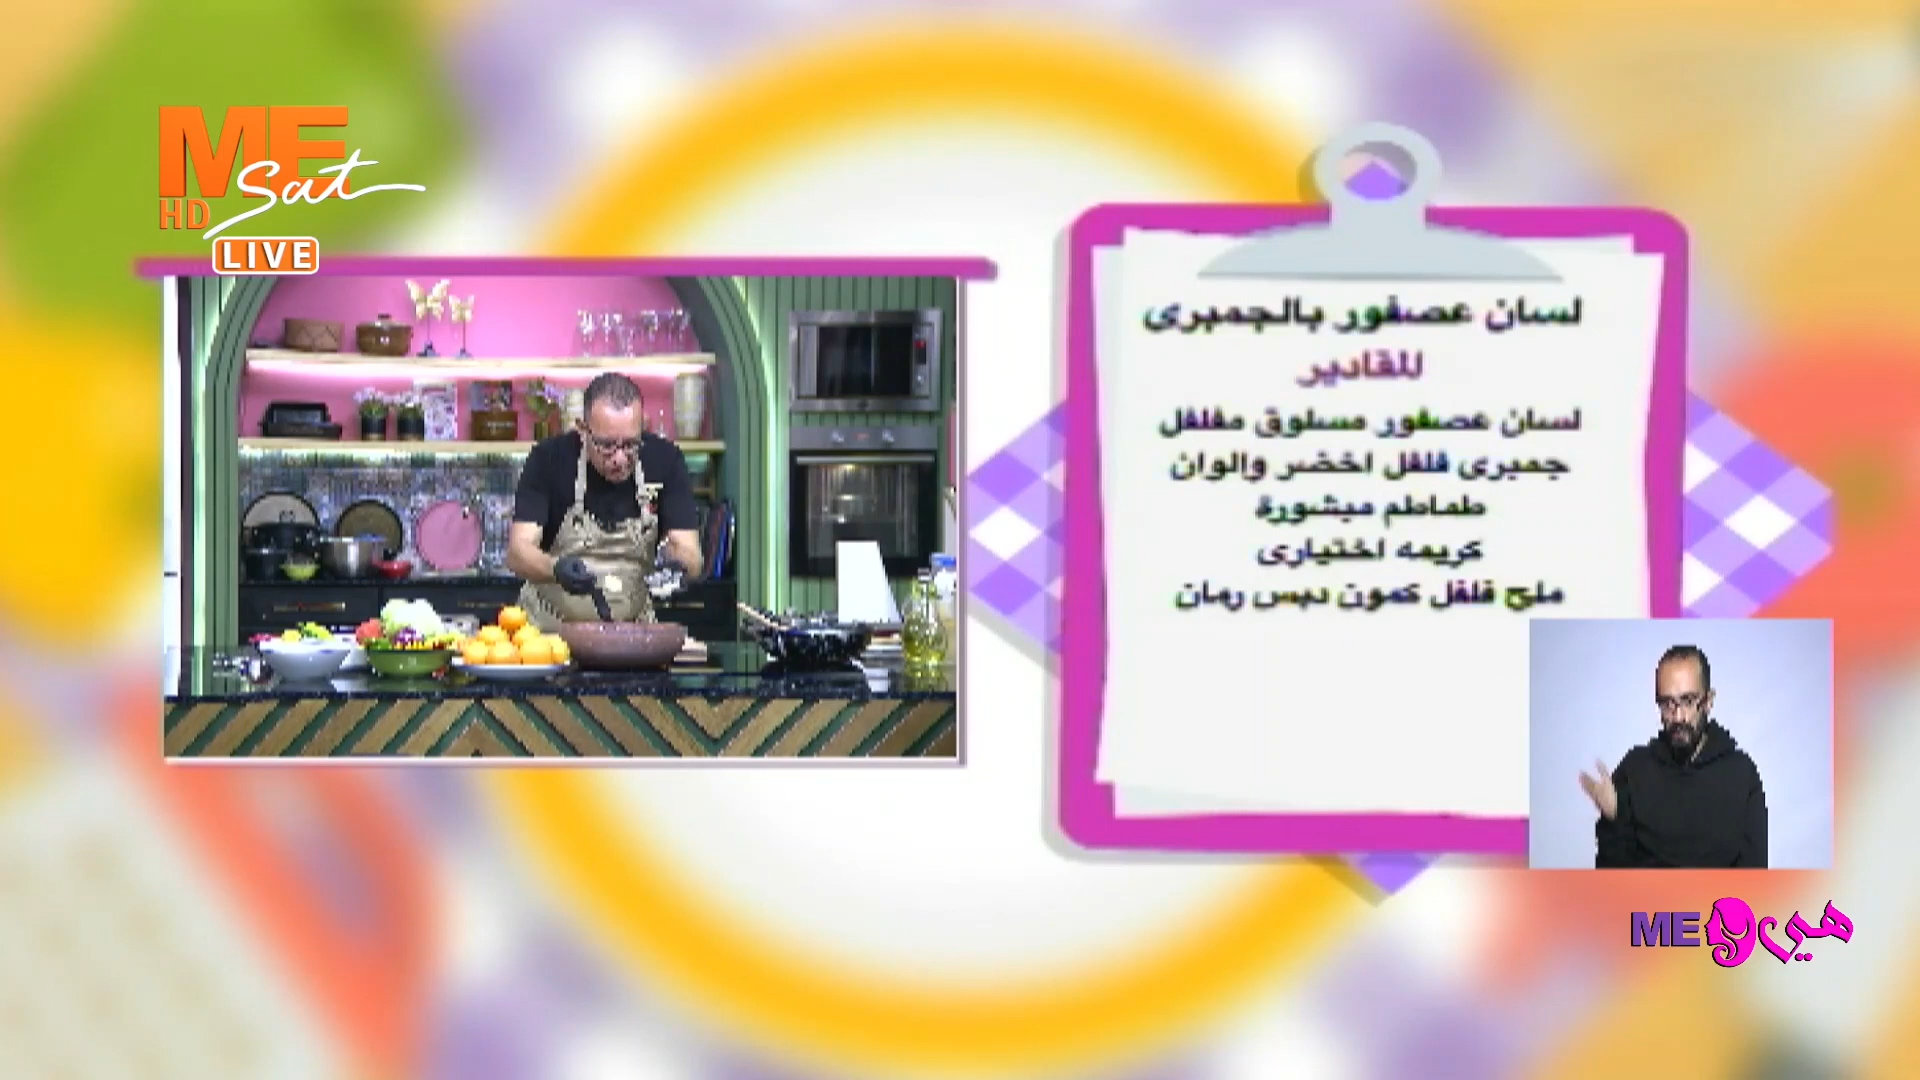 ME
Sat
HD
LIVE
لسان عصفور بالجمبرى
للقادير
لسان عصفور مسلوق مفلفل
جمبرى فلفل اخضر والوان
طماطم مبشورة
كريمه اختيارى
ملح فلفل كمون دبس رمان
ME هي